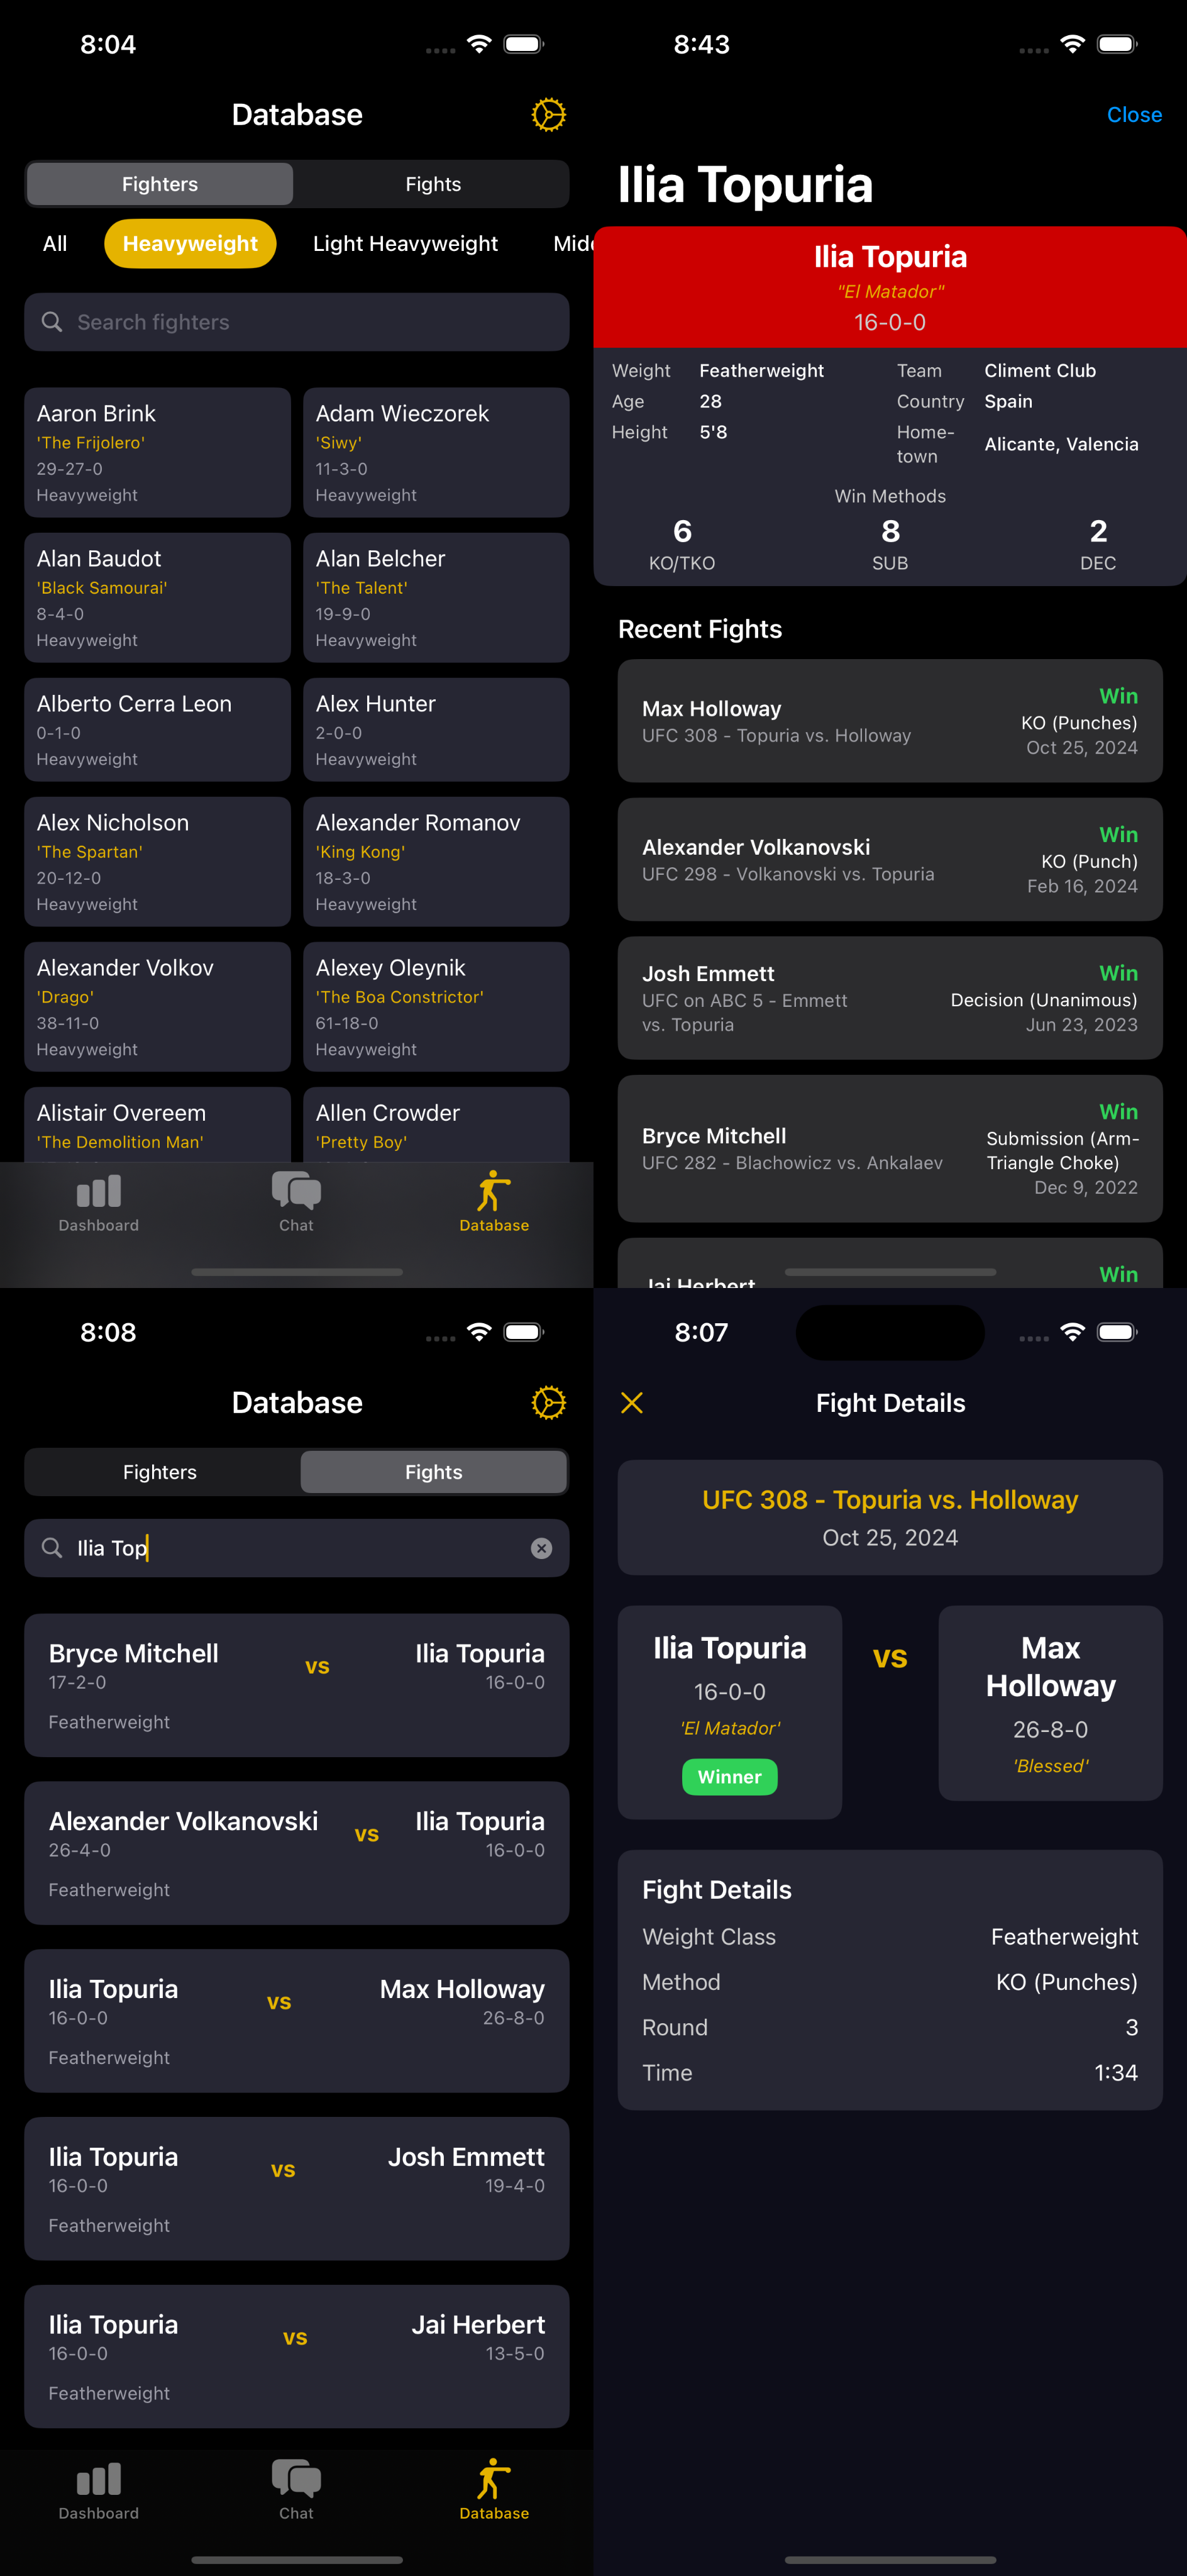 8:04
Database
Fighters Fights
All Heavyweight Light Heavyweight Midd
Search fighters
Aaron Brink
'The Frijolero'
29-27-0
Heavyweight
Adam Wieczorek
'Siwy'
11-3-0
Heavyweight
Alan Baudot
'Black Samourai'
8-4-0
Heavyweight
Alan Belcher
'The Talent'
19-9-0
Heavyweight
Alberto Cerra Leon
0-1-0
Heavyweight
Alex Hunter
2-0-0
Heavyweight
Alex Nicholson
'The Spartan'
20-12-0
Heavyweight
Alexander Romanov
'King Kong'
18-3-0
Heavyweight
Alexander Volkov
'Drago'
38-11-0
Heavyweight
Alexey Oleynik
'The Boa Constrictor'
61-18-0
Heavyweight
Alistair Overeem
'The Demolition Man'
Allen Crowder
'Pretty Boy'
Dashboard Chat Database
8:43
Close
Ilia Topuria
Ilia Topuria
"El Matador"
16-0-0
Weight Featherweight
Age 28
Height 5'8
Team Climent Club
Country Spain
Home-
town Alicante, Valencia
Win Methods
6 8 2
KO/TKO SUB DEC
Recent Fights
Max Holloway
UFC 308 - Topuria vs. Holloway
Win
KO (Punches)
Oct 25, 2024
Alexander Volkanovski
UFC 298 - Volkanovski vs. Topuria
Win
KO (Punch)
Feb 16, 2024
Josh Emmett
UFC on ABC 5 - Emmett
vs. Topuria
Win
Decision (Unanimous)
Jun 23, 2023
Bryce Mitchell
UFC 282 - Blachowicz vs. Ankalaev
Win
Submission (Arm-
Triangle Choke)
Dec 9, 2022
Jai Herbert
Win
8:08
Database
Fighters Fights
Ilia Top
Bryce Mitchell vs Ilia Topuria
17-2-0 16-0-0
Featherweight
Alexander Volkanovski vs Ilia Topuria
26-4-0 16-0-0
Featherweight
Ilia Topuria vs Max Holloway
16-0-0 26-8-0
Featherweight
Ilia Topuria vs Josh Emmett
16-0-0 19-4-0
Featherweight
Ilia Topuria vs Jai Herbert
16-0-0 13-5-0
Featherweight
Dashboard Chat Database
8:07
Fight Details
UFC 308 - Topuria vs. Holloway
Oct 25, 2024
Ilia Topuria
16-0-0
'El Matador'
Winner
vs
Max
Holloway
26-8-0
'Blessed'
Fight Details
Weight Class Featherweight
Method KO (Punches)
Round 3
Time 1:34